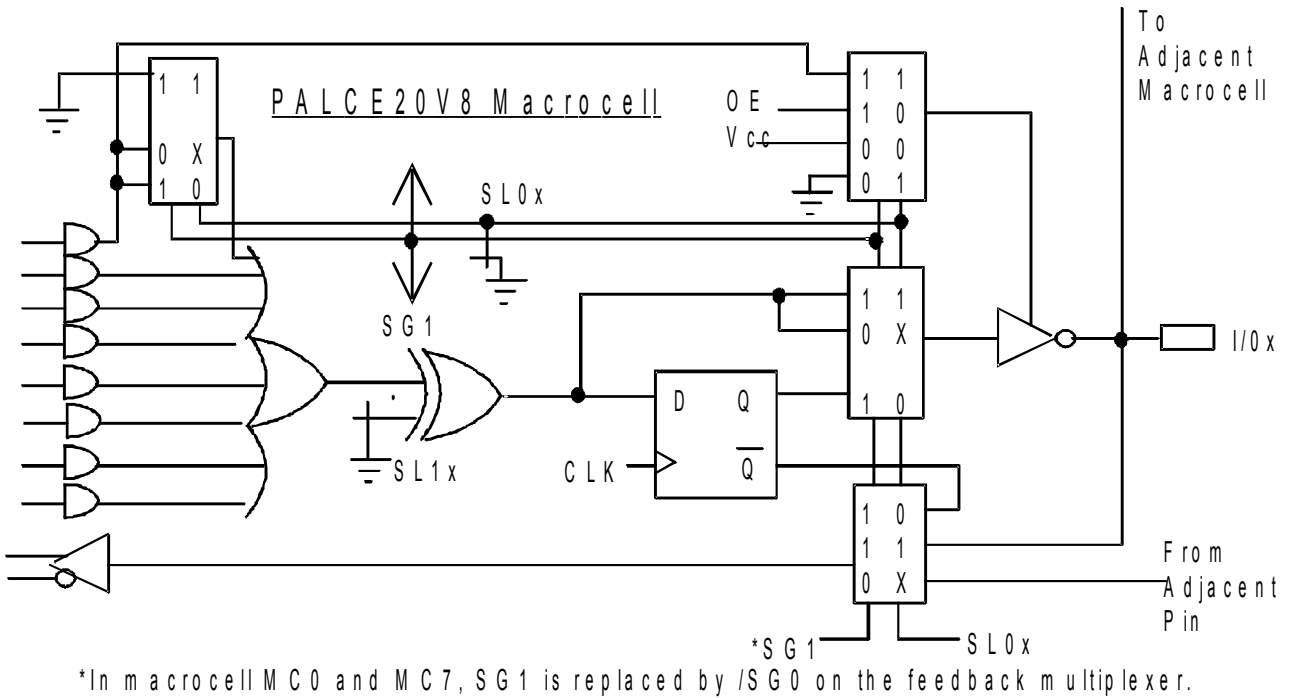 To
Adjacent
Macrocell
PALCE20V8 Macrocell
1 1
0 X
1 0
OE
Vcc
1 1
1 0
0 0
0 1
SL0x
SG1
1 1
0 X
1 0
I/0x
D Q
Q
CLK
SL1x
1 0
1 1
0 X
From
Adjacent
Pin
*SG1
SL0x
*In macrocell MC0 and MC7, SG1 is replaced by /SG0 on the feedback multiplexer.